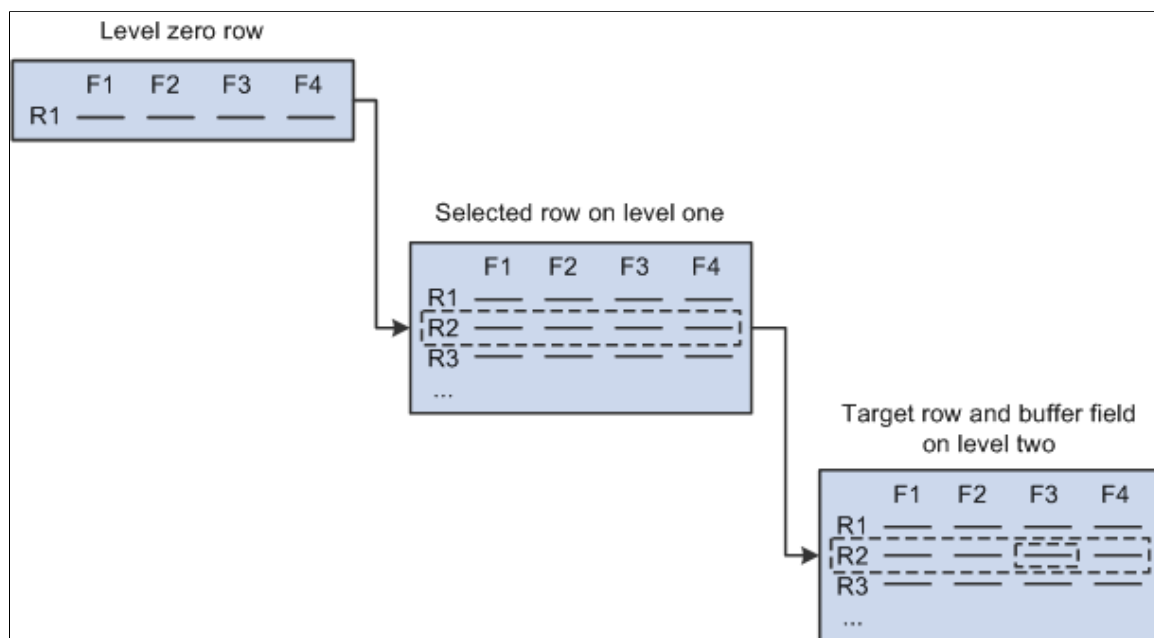 Level zero row
F1 F2 F3 F4
R1
Selected row on level one
F1 F2 F3 F4
R1
R2
R3
...
Target row and buffer field
on level two
F1 F2 F3 F4
R1
R2
R3
...